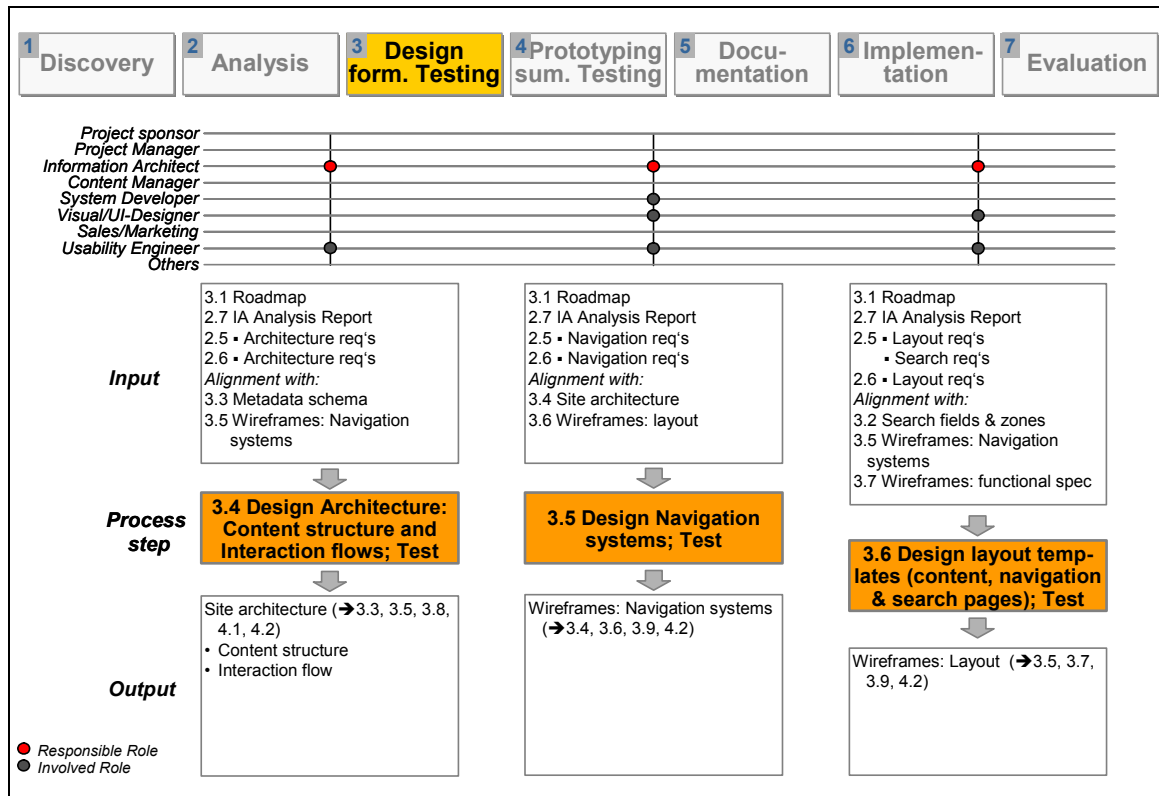 1 Discovery
2 Analysis
3 Design
form. Testing
4 Prototyping
sum. Testing
5 Docu-
mentation
6 Implemen-
tation
7 Evaluation
Project sponsor
Project Manager
Information Architect
Content Manager
System Developer
Visual/UI-Designer
Sales/Marketing
Usability Engineer
Others
Input
3.1 Roadmap
2.7 IA Analysis Report
2.5 ▪ Architecture req‘s
2.6 ▪ Architecture req‘s
Alignment with:
3.3 Metadata schema
3.5 Wireframes: Navigation
systems
3.1 Roadmap
2.7 IA Analysis Report
2.5 ▪ Navigation req‘s
2.6 ▪ Navigation req‘s
Alignment with:
3.4 Site architecture
3.6 Wireframes: layout
3.1 Roadmap
2.7 IA Analysis Report
2.5 ▪ Layout req‘s
▪ Search req‘s
2.6 ▪ Layout req‘s
Alignment with:
3.2 Search fields & zones
3.5 Wireframes: Navigation
systems
3.7 Wireframes: functional spec
Process
step
3.4 Design Architecture:
Content structure and
Interaction flows; Test
3.5 Design Navigation
systems; Test
3.6 Design layout temp-
lates (content, navigation
& search pages); Test
Output
Site architecture (➔3.3, 3.5, 3.8,
4.1, 4.2)
• Content structure
• Interaction flow
Wireframes: Navigation systems
(➔3.4, 3.6, 3.9, 4.2)
Wireframes: Layout (➔3.5, 3.7,
3.9, 4.2)
Responsible Role
Involved Role